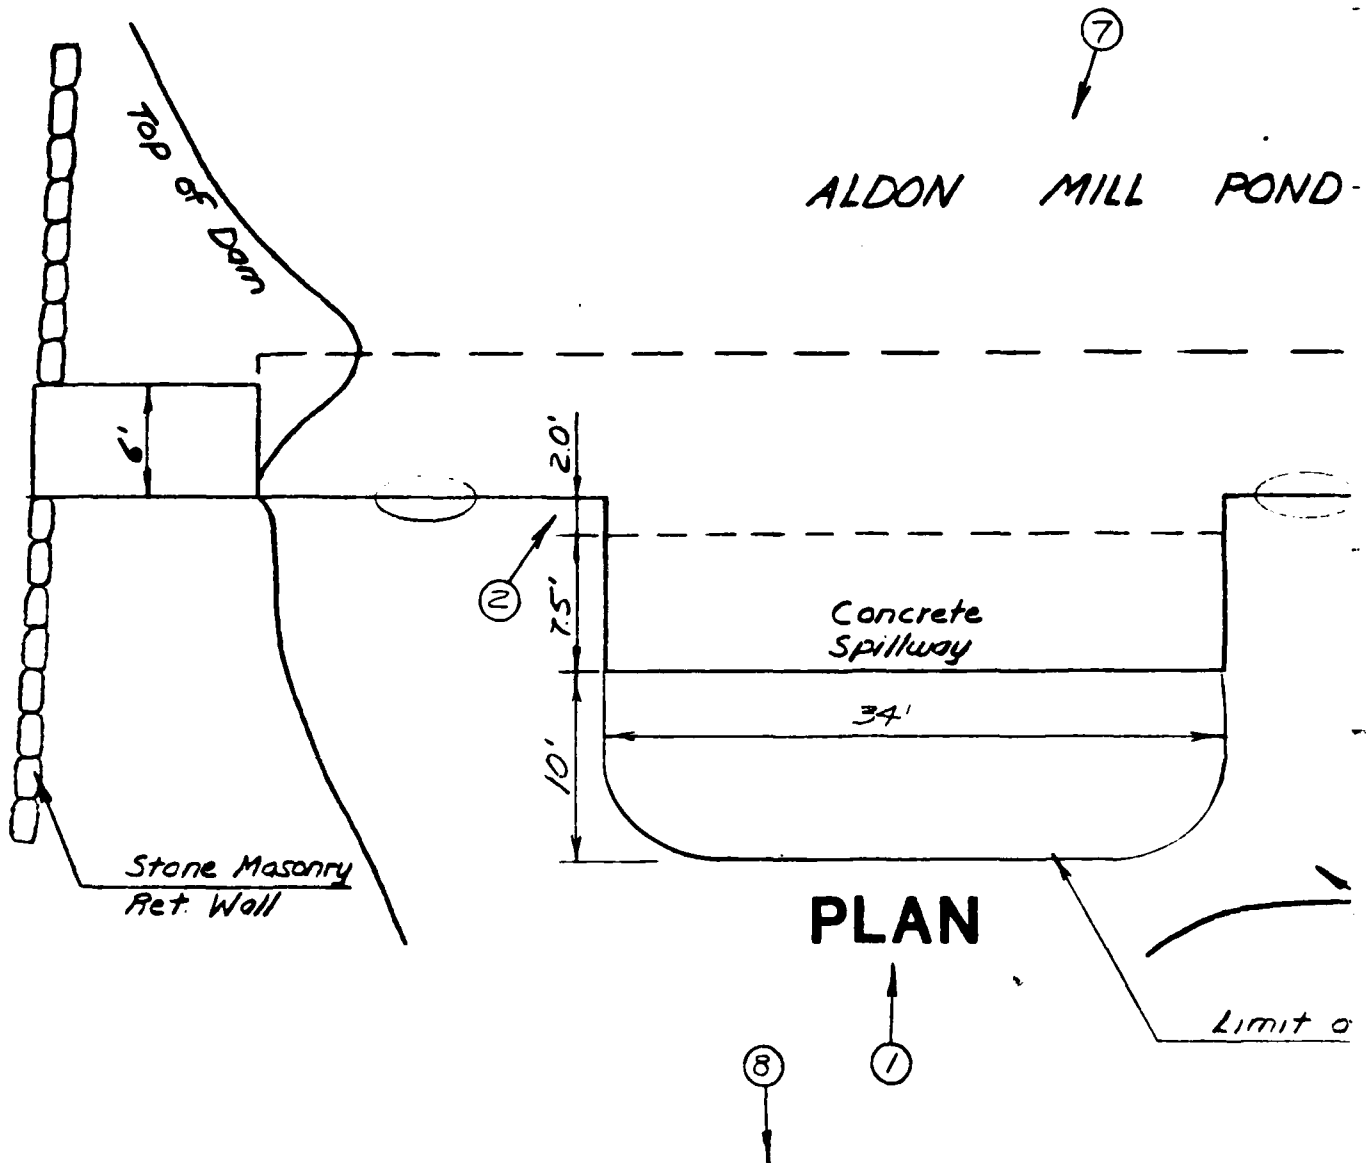 7
ALDON MILL POND
Top of Dam
6'
2.0'
2
7.5'
Concrete
Spillway
34'
10'
Stone Masonry
Ret. Wall
PLAN
Limit o
1
8